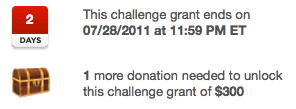 2
DAYS
This challenge grant ends on
07/28/2011 at 11:59 PM ET
1 more donation needed to unlock
this challenge grant of $300